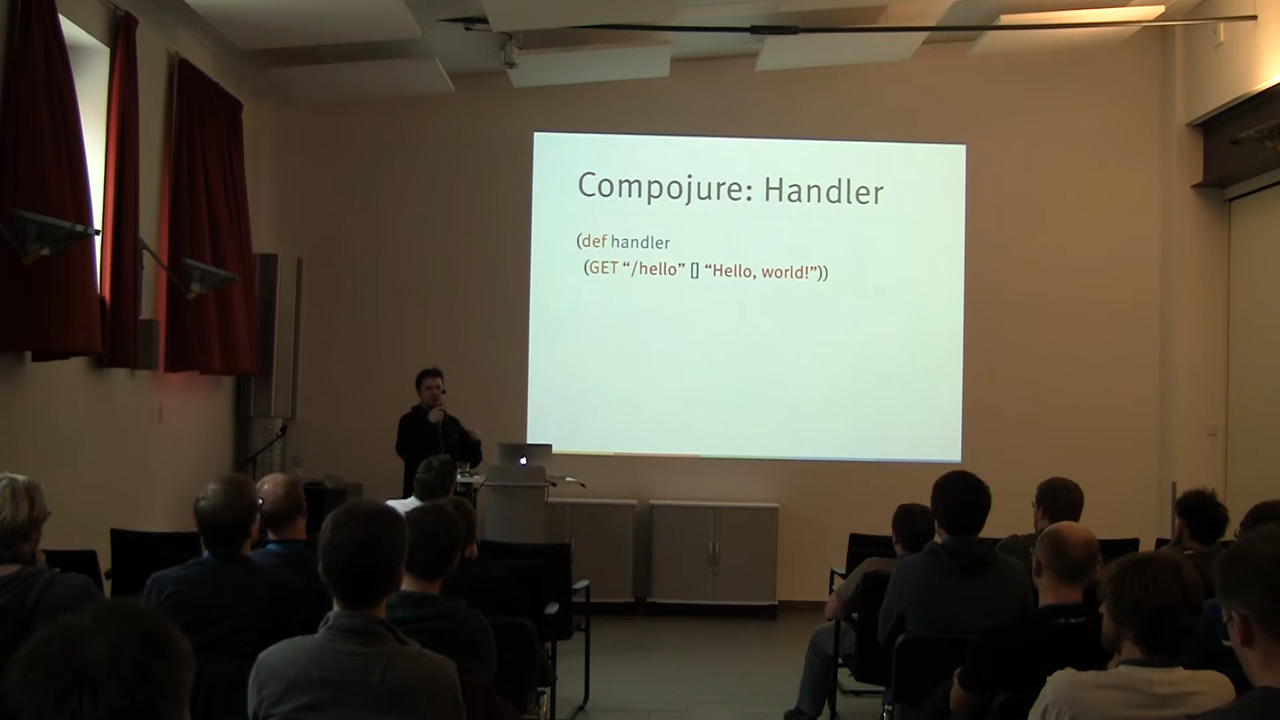 Compojure: Handler
(def handler
(GET “/hello” [] “Hello, world!”))